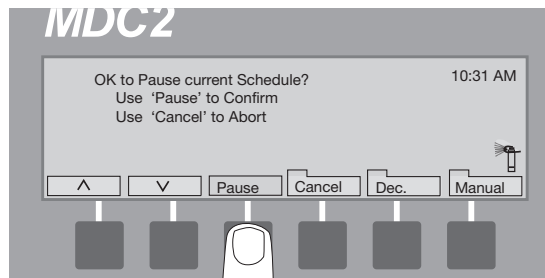 MDC2
OK to Pause current Schedule?
10:31 AM
Use 'Pause' to Confirm
Use 'Cancel' to Abort
Pause Cancel Dec. Manual